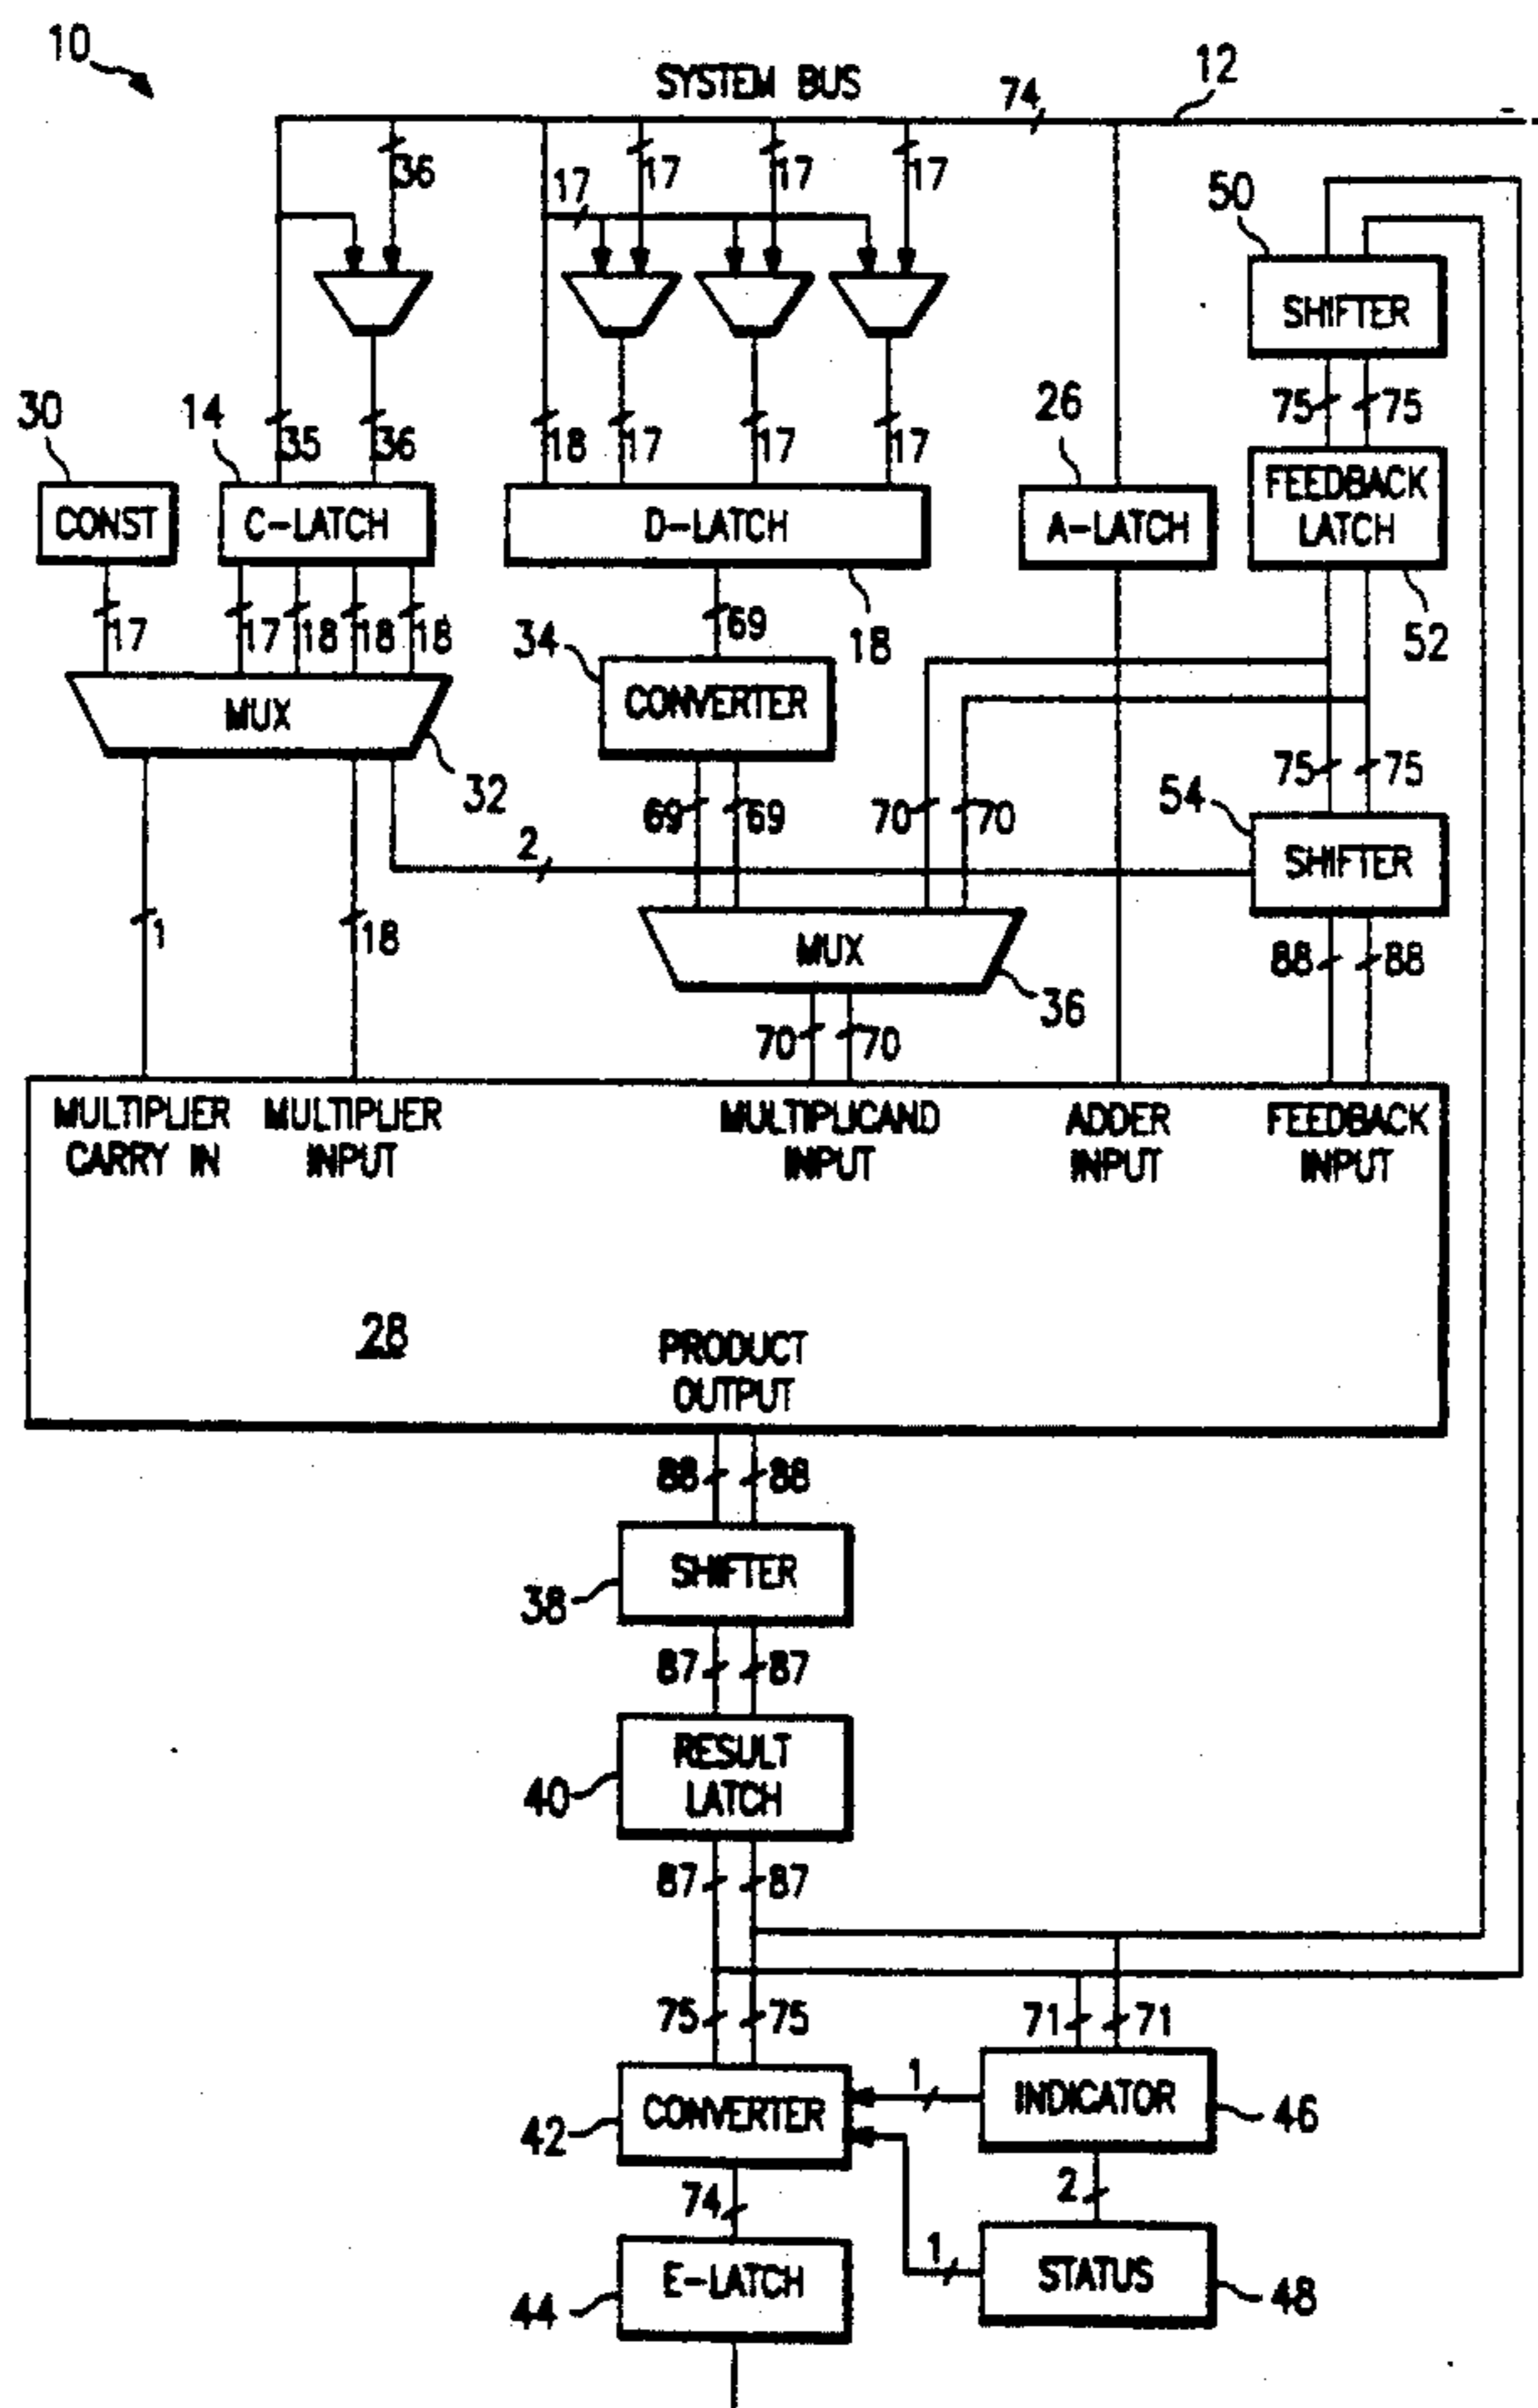 10
SYSTEM BUS
74
12
36
17
17
17
17
50
SHIFTER
30
14
35
36
18
17
17
17
26
75
75
CONST
C-LATCH
D-LATCH
A-LATCH
FEEDBACK
LATCH
17
17
18
18
18
34
69
18
52
MUX
32
CONVERTER
75
75
69
69
70
70
54
2
SHIFTER
1
18
MUX
36
88
88
70
70
MULTIPLIER
CARRY IN
MULTIPLIER
INPUT
MULTIPLICAND
INPUT
ADDER
INPUT
FEEDBACK
INPUT
28
PRODUCT
OUTPUT
88
88
SHIFTER
38
87
87
RESULT
LATCH
40
87
87
75
75
71
71
1
CONVERTER
42
INDICATOR
46
74
2
1
E-LATCH
44
STATUS
48